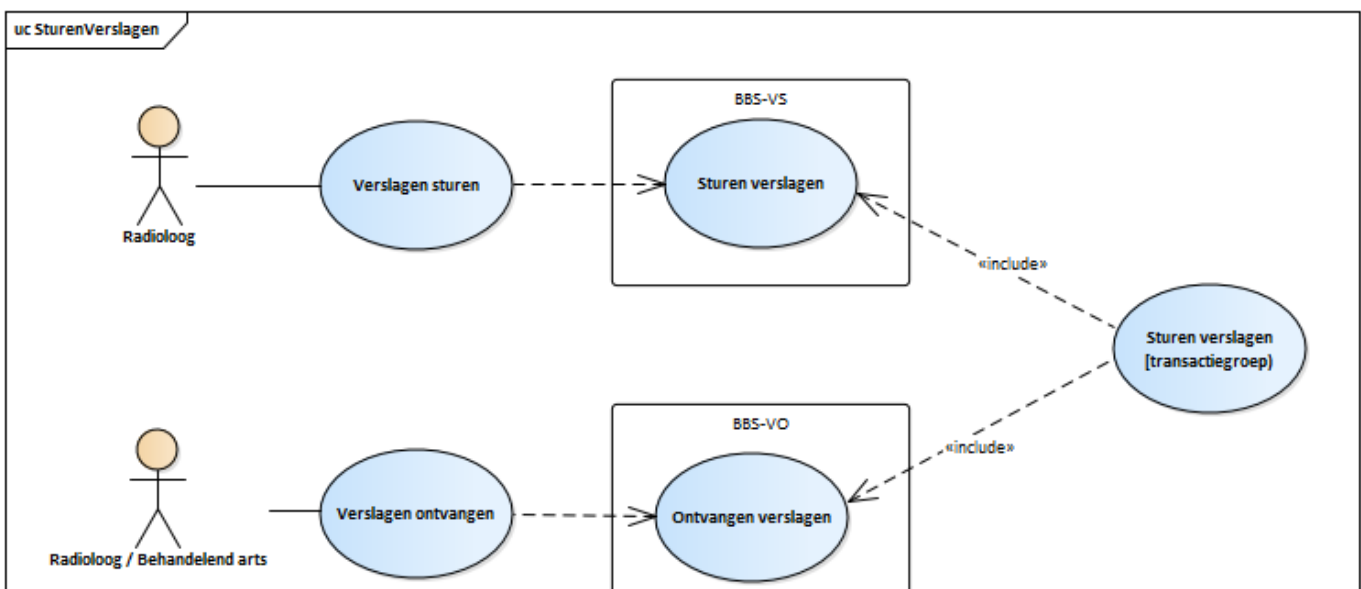 uc SturenVerslagen
BBS-VS
Verslagen sturen
Sturen verslagen
Radioloog
«include»
Sturen verslagen
[transactiegroep)
BBS-VO
«include»
Verslagen ontvangen
Ontvangen verslagen
Radioloog / Behandelend arts